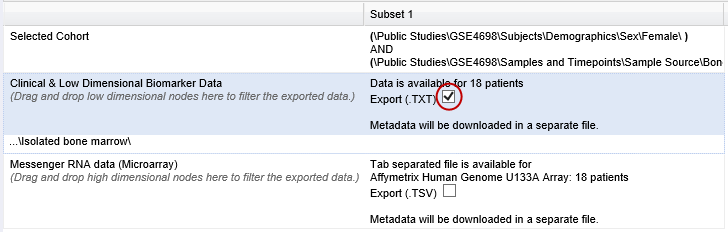 Subset 1
Selected Cohort
(\Public Studies\GSE4698\Subjects\Demographics\Sex\Female\ )
AND
(\Public Studies\GSE4698\Samples and Timepoints\Sample Source\Bon
Clinical & Low Dimensional Biomarker Data
(Drag and drop low dimensional nodes here to filter the exported data.)
Data is available for 18 patients
Export (.TXT)
Metadata will be downloaded in a separate file.
...\Isolated bone marrow\
Messenger RNA data (Microarray)
(Drag and drop high dimensional nodes here to filter the exported data.)
Tab separated file is available for
Affymetrix Human Genome U133A Array: 18 patients
Export (.TSV)
Metadata will be downloaded in a separate file.